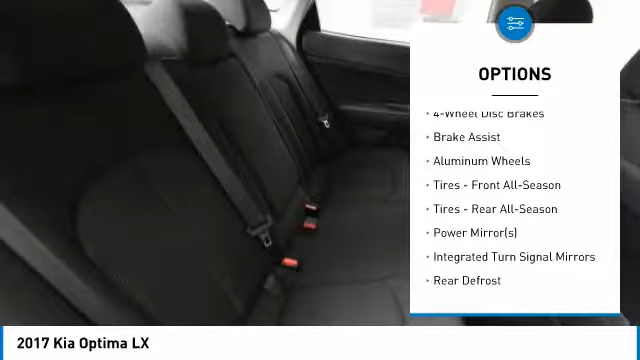 OPTIONS
4-Wheel Disc Brakes
Brake Assist
Aluminum Wheels
Tires - Front All-Season
Tires - Rear All-Season
Power Mirror(s)
Integrated Turn Signal Mirrors
Rear Defrost
2017 Kia Optima LX